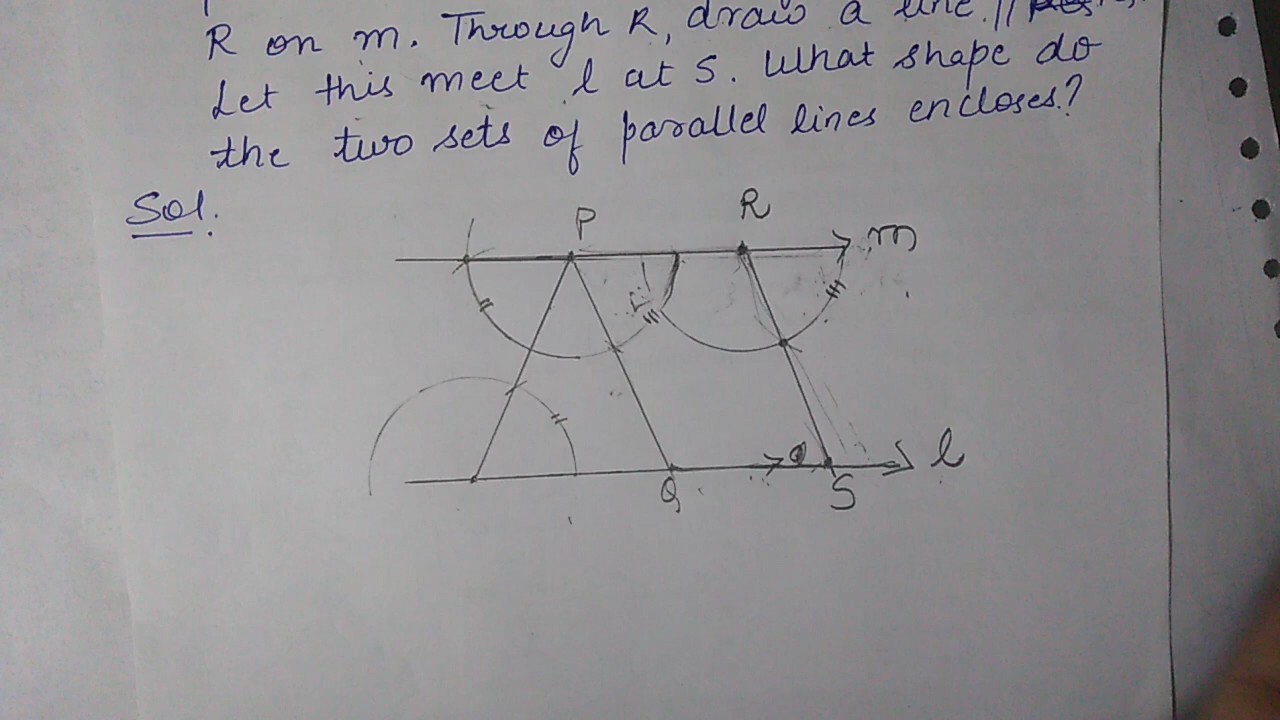 R on m. Through R, draw a line //
Let this meet l at S. What shape do
the two sets of parallel lines encloses?
Sol.
P
R
m
l
Q
S